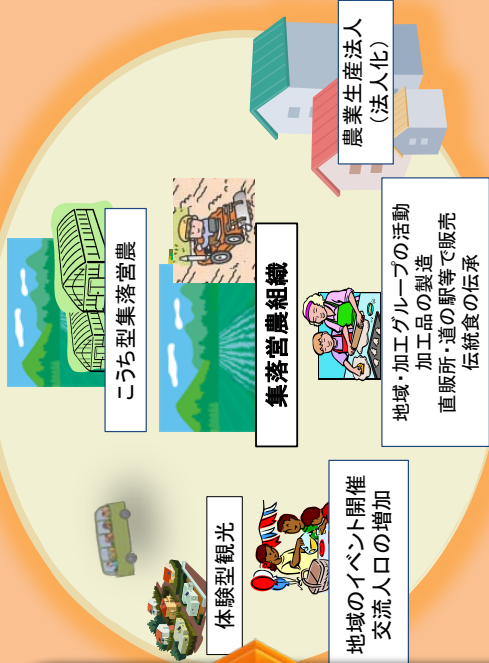 こうち型集落営農
集落営農組織
農業生産法人
（法人化）
地域・加工グループの活動
加工品の製造
直販所・道の駅等で販売
伝統食の伝承
体験型観光
地域のイベント開催
交流人口の増加